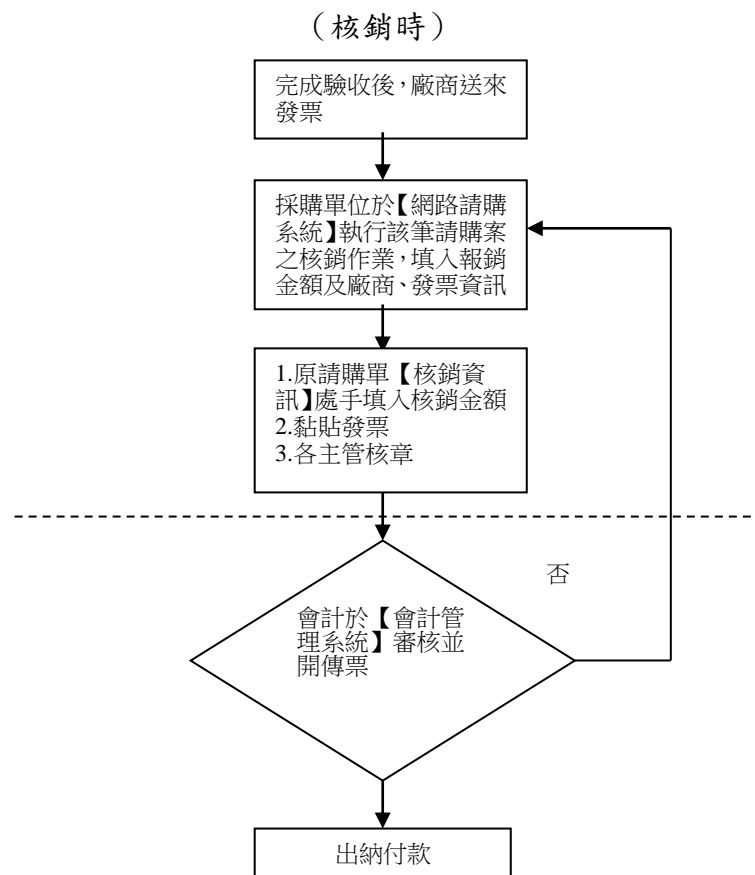 （核銷時）
完成驗收後，廠商送來
發票
採購單位於【網路請購
系統】執行該筆請購案
之核銷作業，填入報銷
金額及廠商、發票資訊
1.原請購單【核銷資
訊】處手填入核銷金額
2.黏貼發票
3.各主管核章
否
會計於【會計管
理系統】審核並
開傳票
出納付款